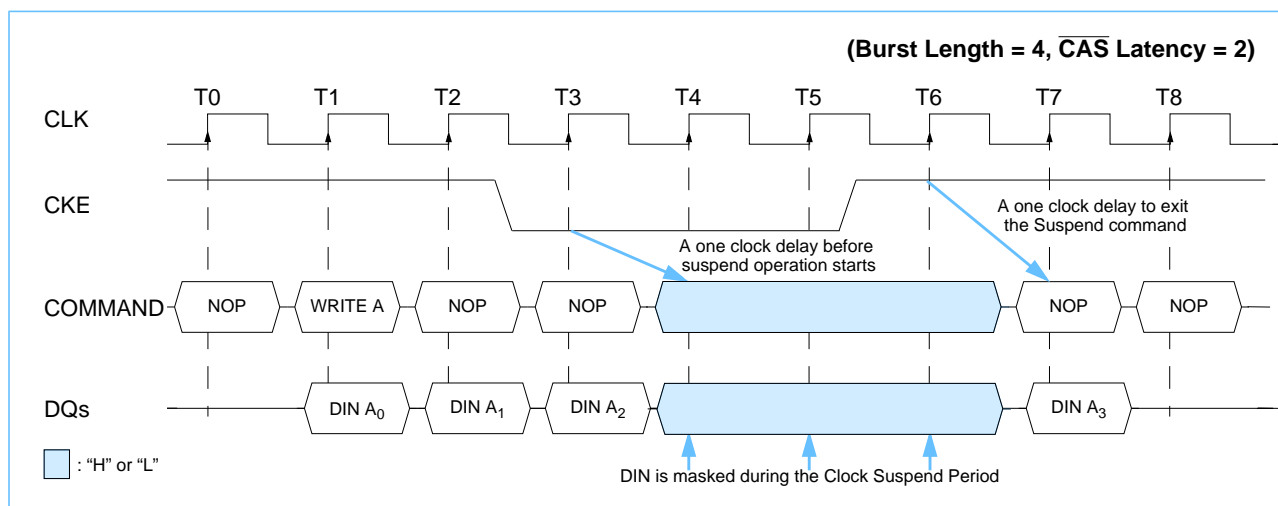 (Burst Length = 4, CAS Latency = 2)
T0 T1 T2 T3 T4 T5 T6 T7 T8
CLK
CKE
A one clock delay to exit
the Suspend command
A one clock delay before
suspend operation starts
COMMAND NOP WRITE A NOP NOP NOP NOP
DQs DIN A0 DIN A1 DIN A2 DIN A3
: “H” or “L”
DIN is masked during the Clock Suspend Period